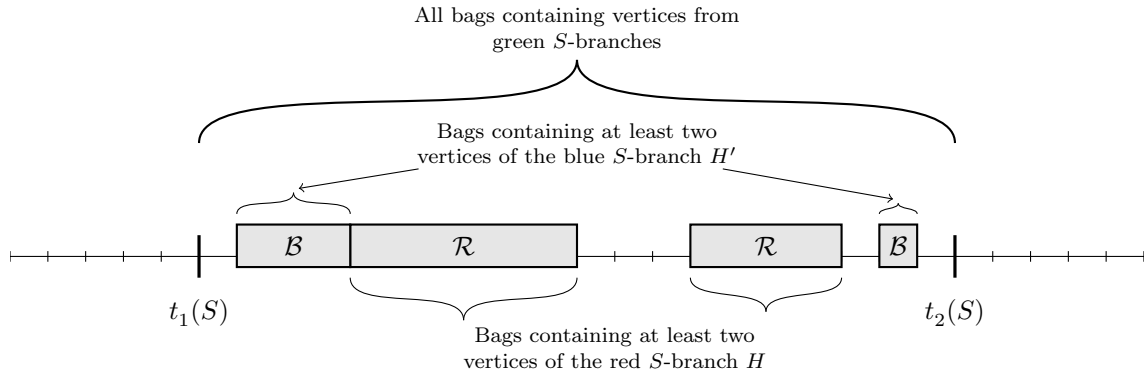 All bags containing vertices from
green S-branches
Bags containing at least two
vertices of the blue S-branch H′
ℬ ℛ ℛ ℬ
t₁(S) t₂(S)
Bags containing at least two
vertices of the red S-branch H